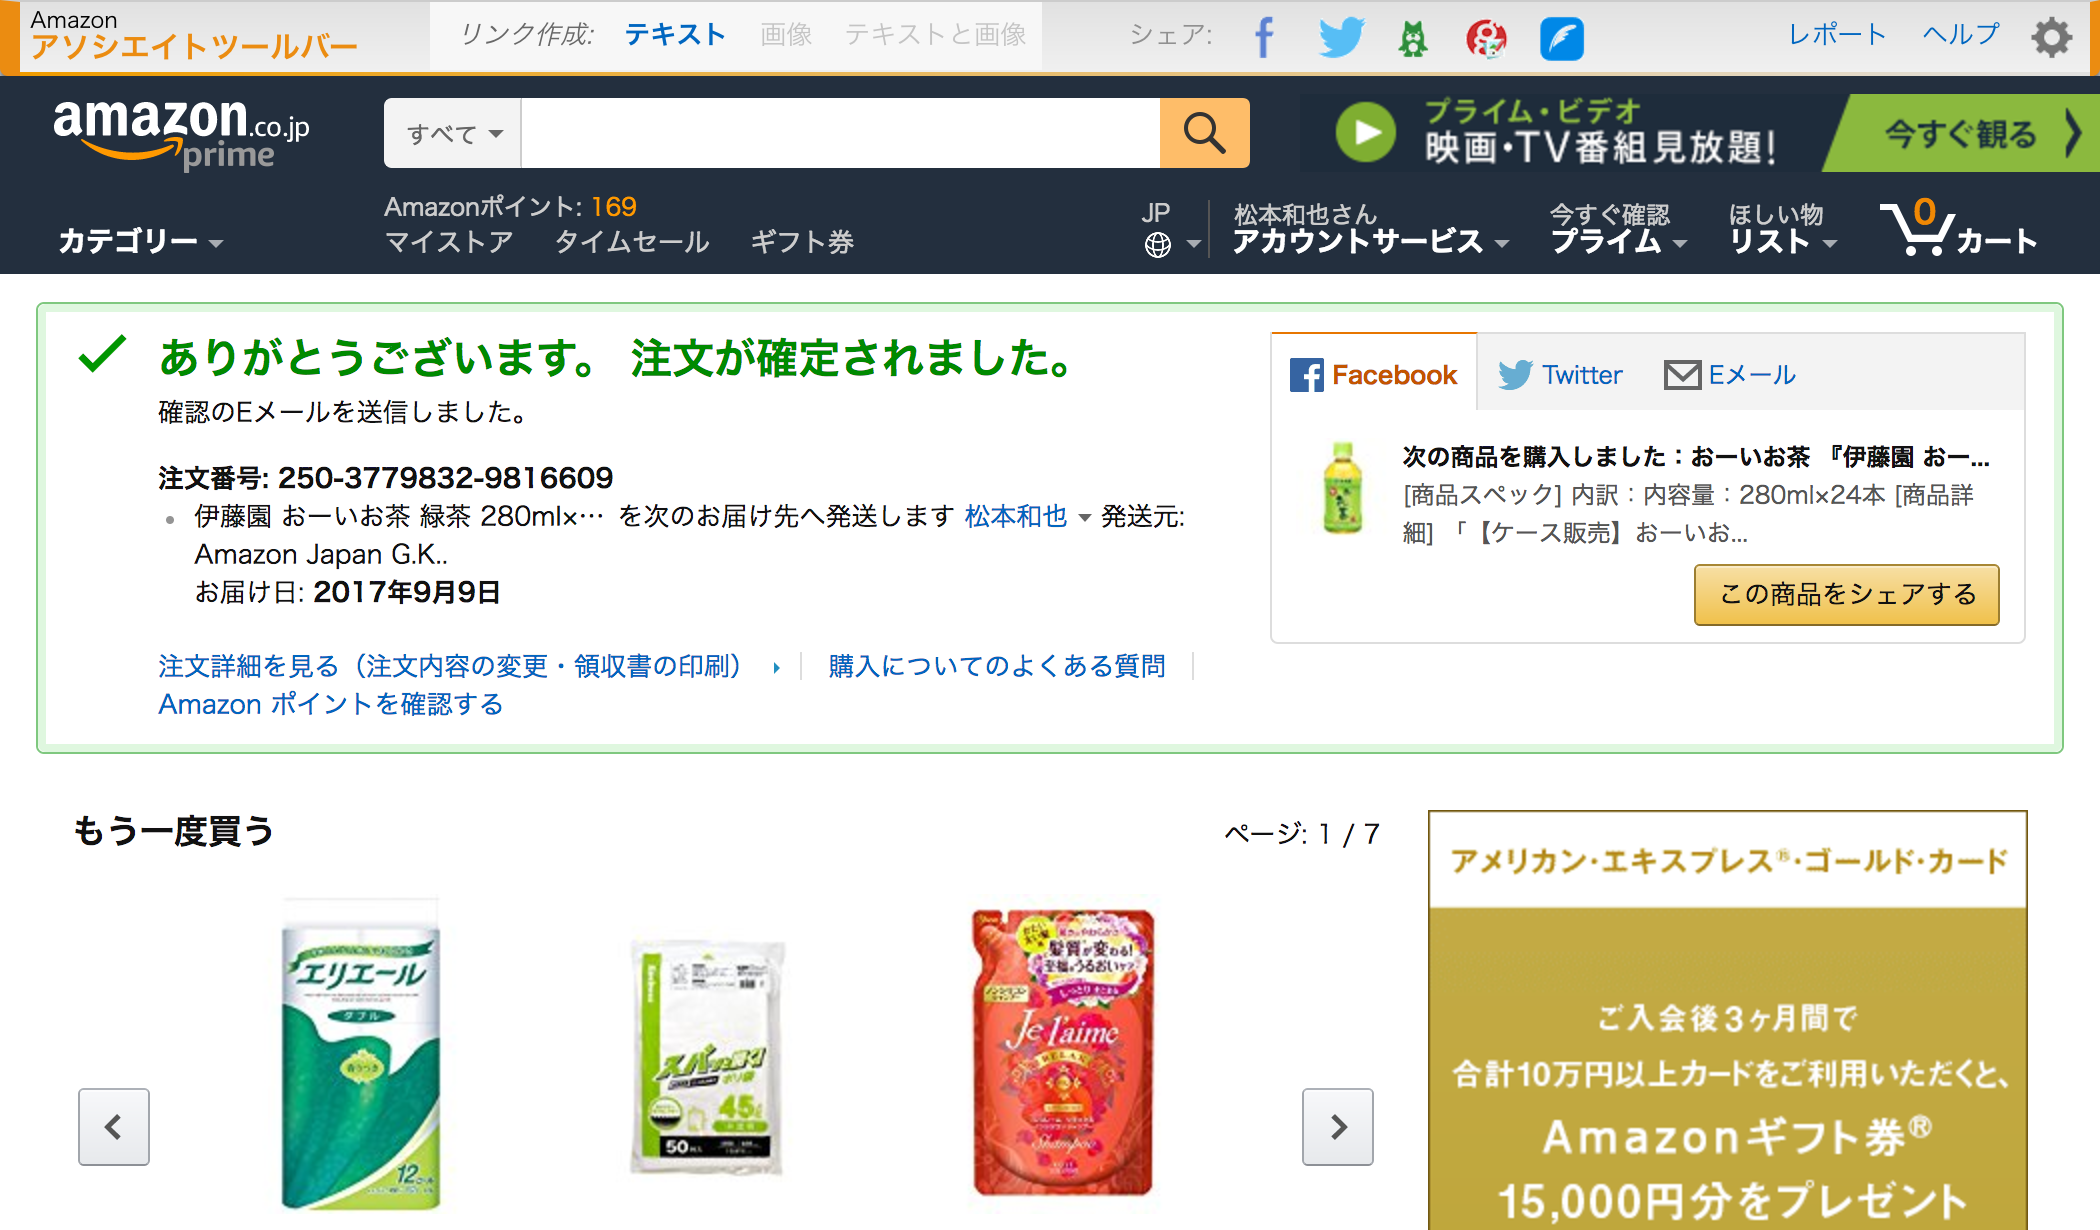 Amazon
アソシエイトツールバー
リンク作成: テキスト 画像 テキストと画像
シェア:
レポート ヘルプ
amazon.co.jp
prime
すべて
プライム・ビデオ
映画・TV番組見放題!
今すぐ観る
カテゴリー
Amazonポイント: 169
マイストア タイムセール ギフト券
JP
松本和也さん
アカウントサービス
今すぐ確認
プライム
ほしい物
リスト
0
カート
ありがとうございます。 注文が確定されました。
確認のEメールを送信しました。
注文番号: 250-3779832-9816609
伊藤園 おーいお茶 緑茶 280ml×… を次のお届け先へ発送します 松本和也 発送元:
Amazon Japan G.K..
お届け日: 2017年9月9日
注文詳細を見る（注文内容の変更・領収書の印刷） 購入についてのよくある質問
Amazon ポイントを確認する
Facebook Twitter Eメール
次の商品を購入しました：おーいお茶 『伊藤園 おー...
[商品スペック] 内訳：内容量：280ml×24本 [商品詳
細] 「【ケース販売】おーいお...
この商品をシェアする
もう一度買う
ページ: 1 / 7
エリエール
ダブル
12
45
50
髪質が変わる!
至福のうるおいケア
Je l'aime
RELAX
Shampoo
アメリカン・エキスプレス®・ゴールド・カード
ご入会後3ヶ月間で
合計10万円以上カードをご利用いただくと、
Amazonギフト券®
15,000円分をプレゼント